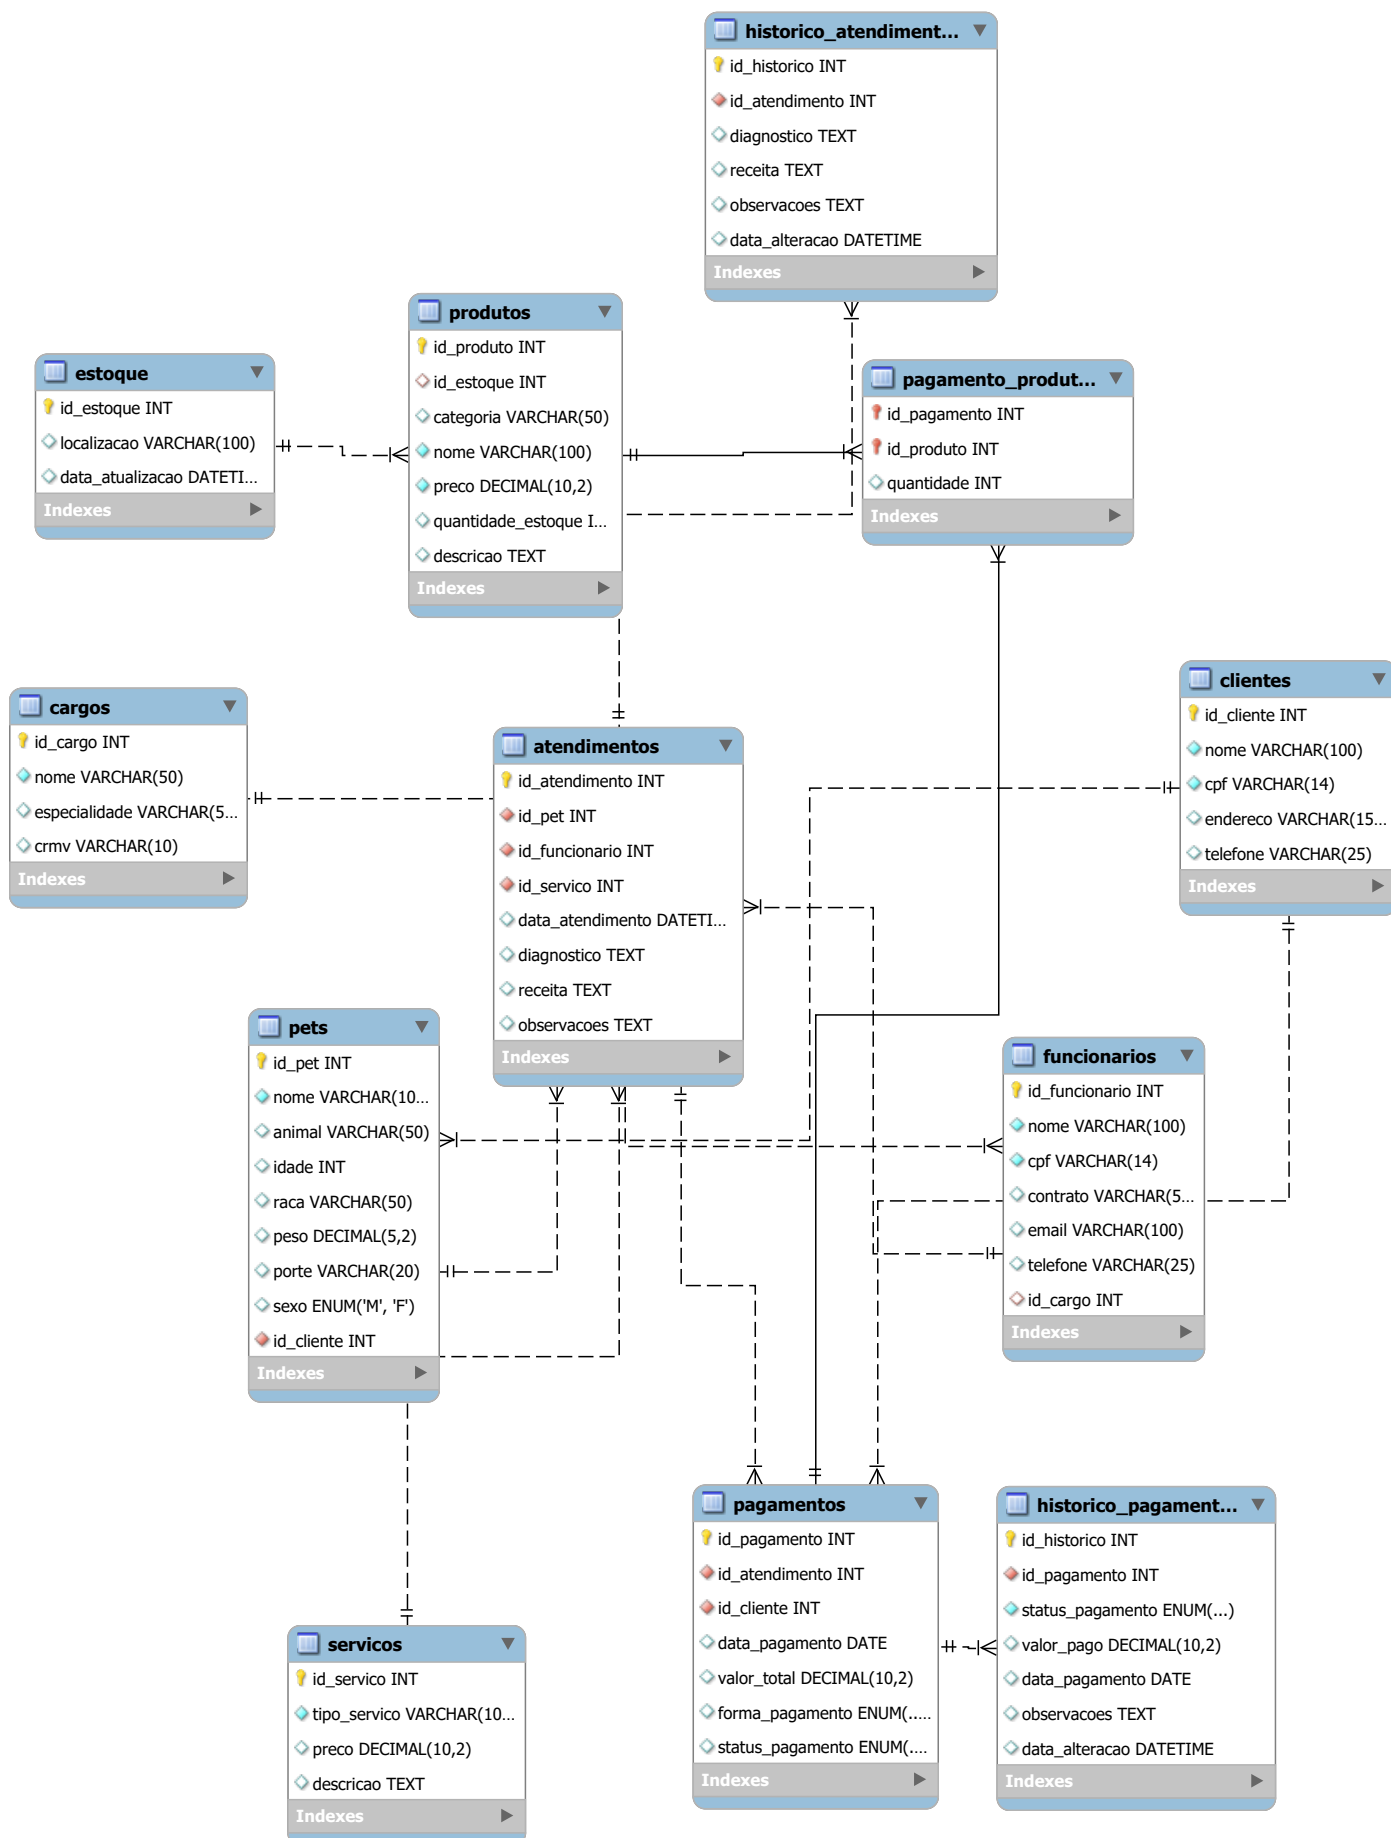 historico_atendiment...
id_historico INT
id_atendimento INT
diagnostico TEXT
receita TEXT
observacoes TEXT
data_alteracao DATETIME
Indexes
produtos
id_produto INT
id_estoque INT
categoria VARCHAR(50)
nome VARCHAR(100)
preco DECIMAL(10,2)
quantidade_estoque I...
descricao TEXT
Indexes
estoque
id_estoque INT
localizacao VARCHAR(100)
data_atualizacao DATETI...
Indexes
pagamento_produt...
id_pagamento INT
id_produto INT
quantidade INT
Indexes
cargos
id_cargo INT
nome VARCHAR(50)
especialidade VARCHAR(5...
crmv VARCHAR(10)
Indexes
atendimentos
id_atendimento INT
id_pet INT
id_funcionario INT
id_servico INT
data_atendimento DATETI...
diagnostico TEXT
receita TEXT
observacoes TEXT
Indexes
clientes
id_cliente INT
nome VARCHAR(100)
cpf VARCHAR(14)
endereco VARCHAR(15...
telefone VARCHAR(25)
Indexes
pets
id_pet INT
nome VARCHAR(10...
animal VARCHAR(50)
idade INT
raca VARCHAR(50)
peso DECIMAL(5,2)
porte VARCHAR(20)
sexo ENUM('M', 'F')
id_cliente INT
Indexes
funcionarios
id_funcionario INT
nome VARCHAR(100)
cpf VARCHAR(14)
contrato VARCHAR(5...
email VARCHAR(100)
telefone VARCHAR(25)
id_cargo INT
Indexes
pagamentos
id_pagamento INT
id_atendimento INT
id_cliente INT
data_pagamento DATE
valor_total DECIMAL(10,2)
forma_pagamento ENUM(.....
status_pagamento ENUM(....
Indexes
historico_pagament...
id_historico INT
id_pagamento INT
status_pagamento ENUM(...)
valor_pago DECIMAL(10,2)
data_pagamento DATE
observacoes TEXT
data_alteracao DATETIME
Indexes
servicos
id_servico INT
tipo_servico VARCHAR(10...
preco DECIMAL(10,2)
descricao TEXT
Indexes